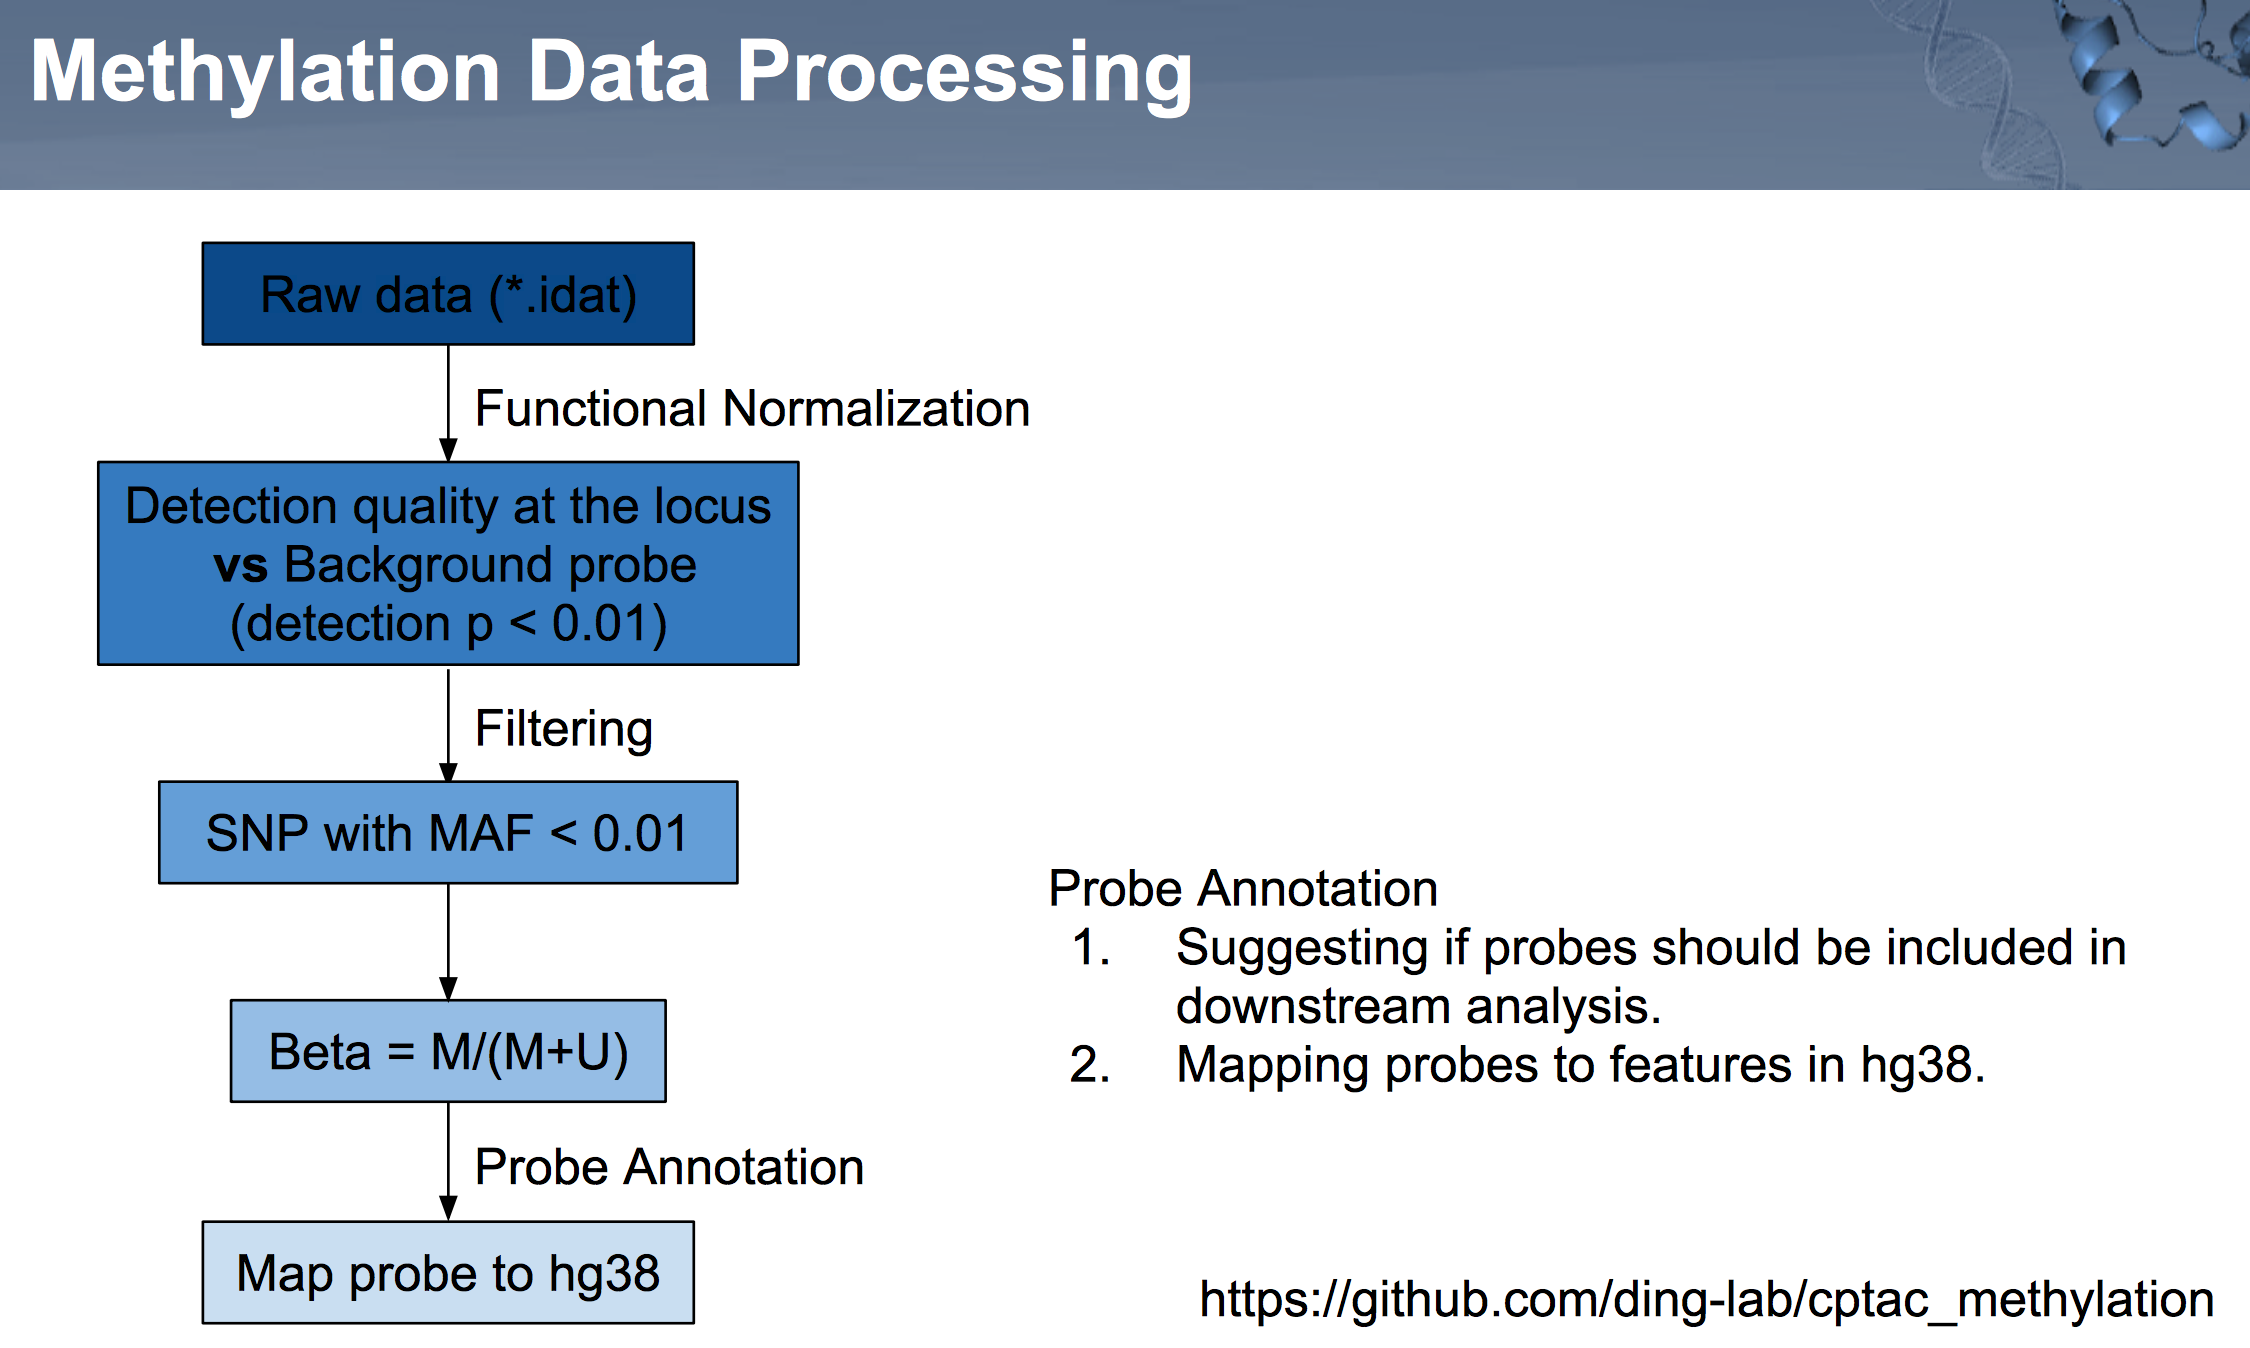 Methylation Data Processing
Raw data (*.idat)
Functional Normalization
Detection quality at the locus
vs Background probe
(detection p < 0.01)
Filtering
SNP with MAF < 0.01
Beta = M/(M+U)
Probe Annotation
Map probe to hg38
Probe Annotation
1. Suggesting if probes should be included in
downstream analysis.
2. Mapping probes to features in hg38.
https://github.com/ding-lab/cptac_methylation